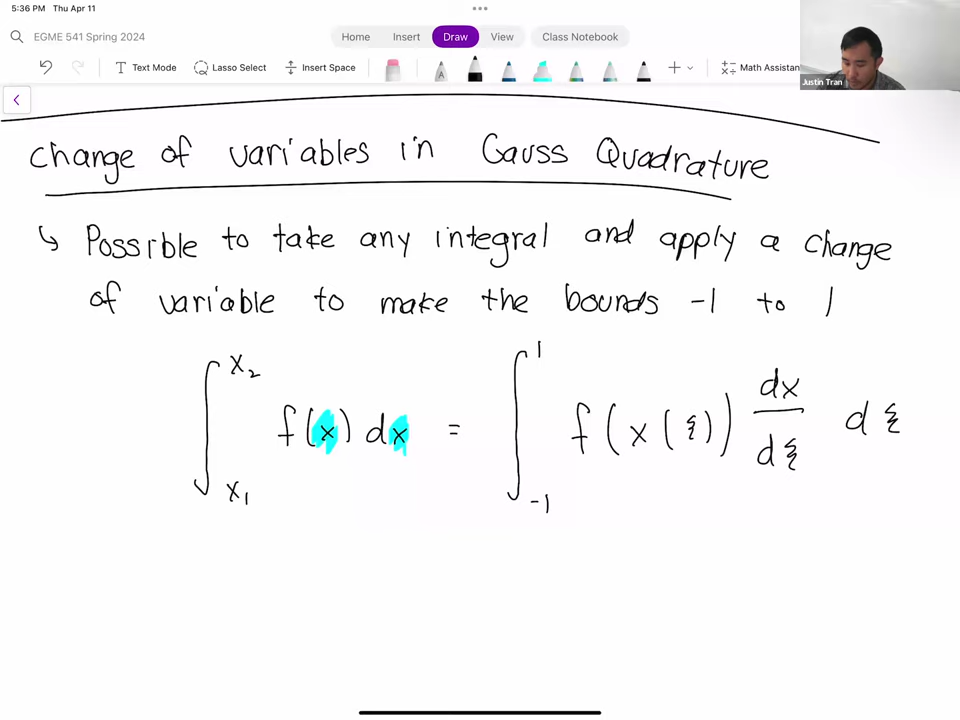 5:36 PM Thu Apr 11
EGME 541 Spring 2024
Home Insert Draw View Class Notebook
Text Mode Lasso Select Insert Space A Math Assistan
Justin Tran
Change of variables in Gauss Quadrature
↳ Possible to take any integral and apply a change
of variable to make the bounds -1 to 1
∫_{x₁}^{x₂} f(x) dx = ∫_{-1}^{1} f(x(ξ)) dx/dξ dξ